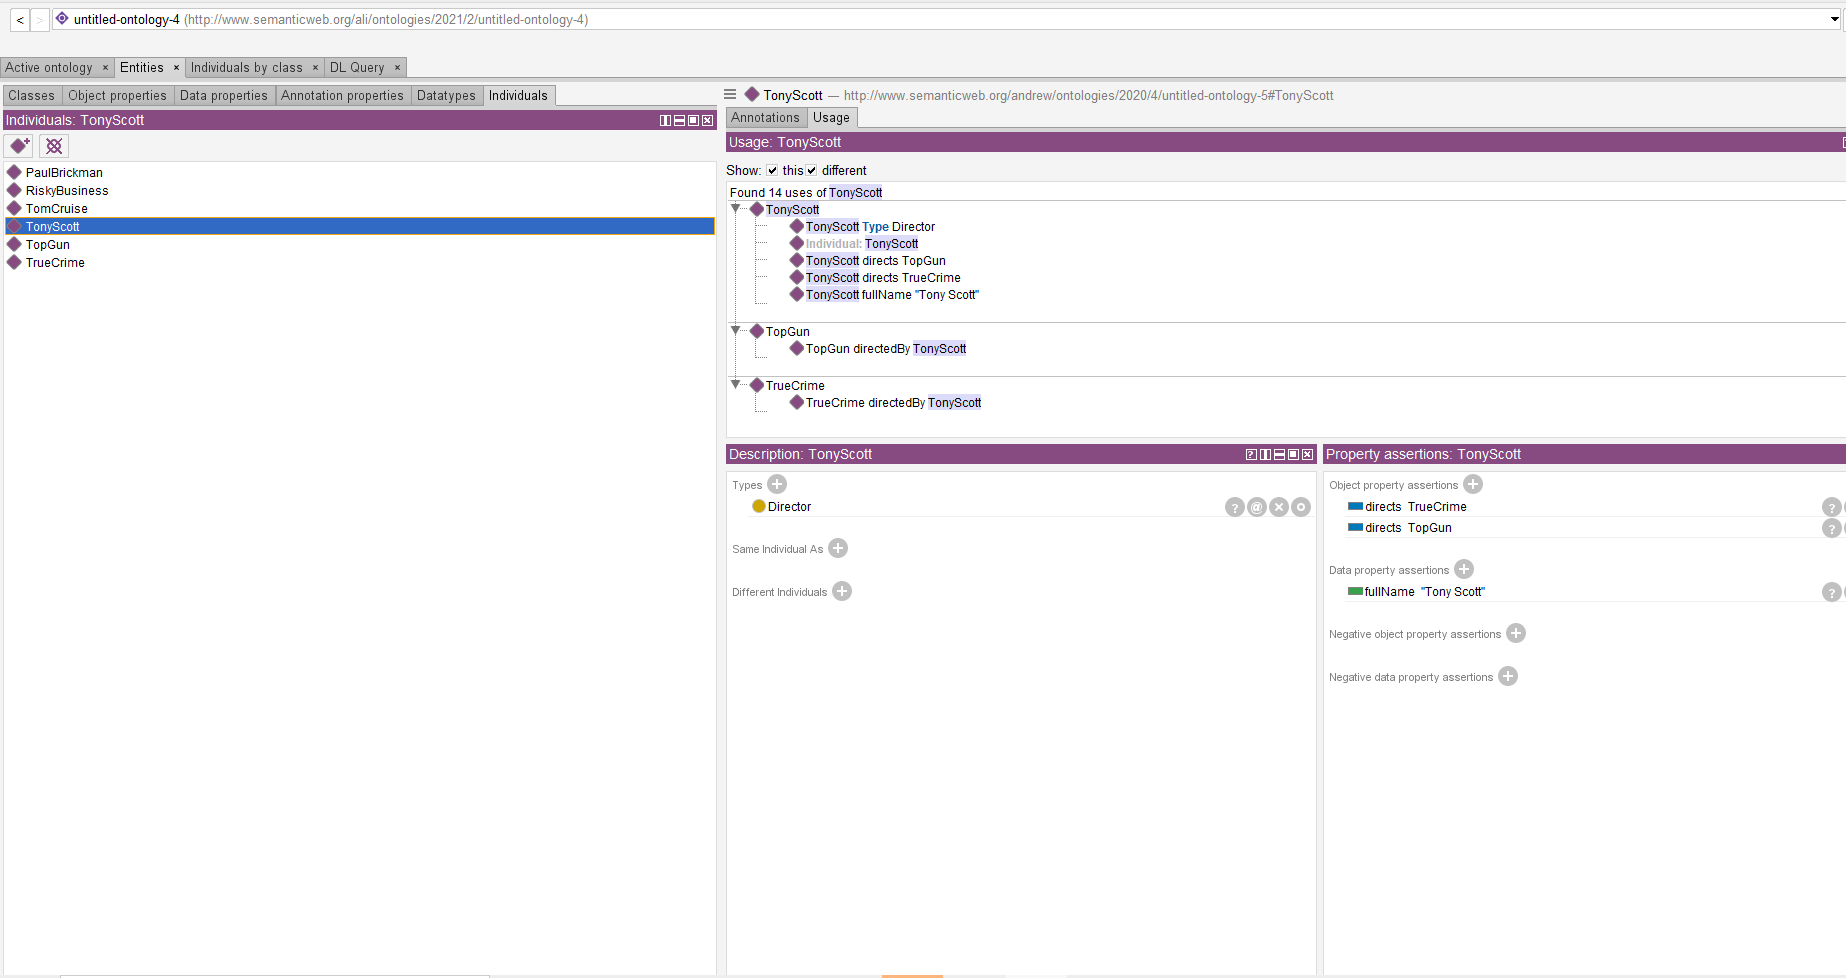 < > untitled-ontology-4 (http://www.semanticweb.org/ali/ontologies/2021/2/untitled-ontology-4)
Active ontology × Entities × Individuals by class × DL Query ×
Classes Object properties Data properties Annotation properties Datatypes Individuals
Individuals: TonyScott
PaulBrickman
RiskyBusiness
TomCruise
TonyScott
TopGun
TrueCrime
TonyScott — http://www.semanticweb.org/andrew/ontologies/2020/4/untitled-ontology-5#TonyScott
Annotations Usage
Usage: TonyScott
Show: this different
Found 14 uses of TonyScott
TonyScott
TonyScott Type Director
Individual: TonyScott
TonyScott directs TopGun
TonyScott directs TrueCrime
TonyScott fullName "Tony Scott"
TopGun
TopGun directedBy TonyScott
TrueCrime
TrueCrime directedBy TonyScott
Description: TonyScott
Types
Director
Same Individual As
Different Individuals
Property assertions: TonyScott
Object property assertions
directs TrueCrime
directs TopGun
Data property assertions
fullName "Tony Scott"
Negative object property assertions
Negative data property assertions